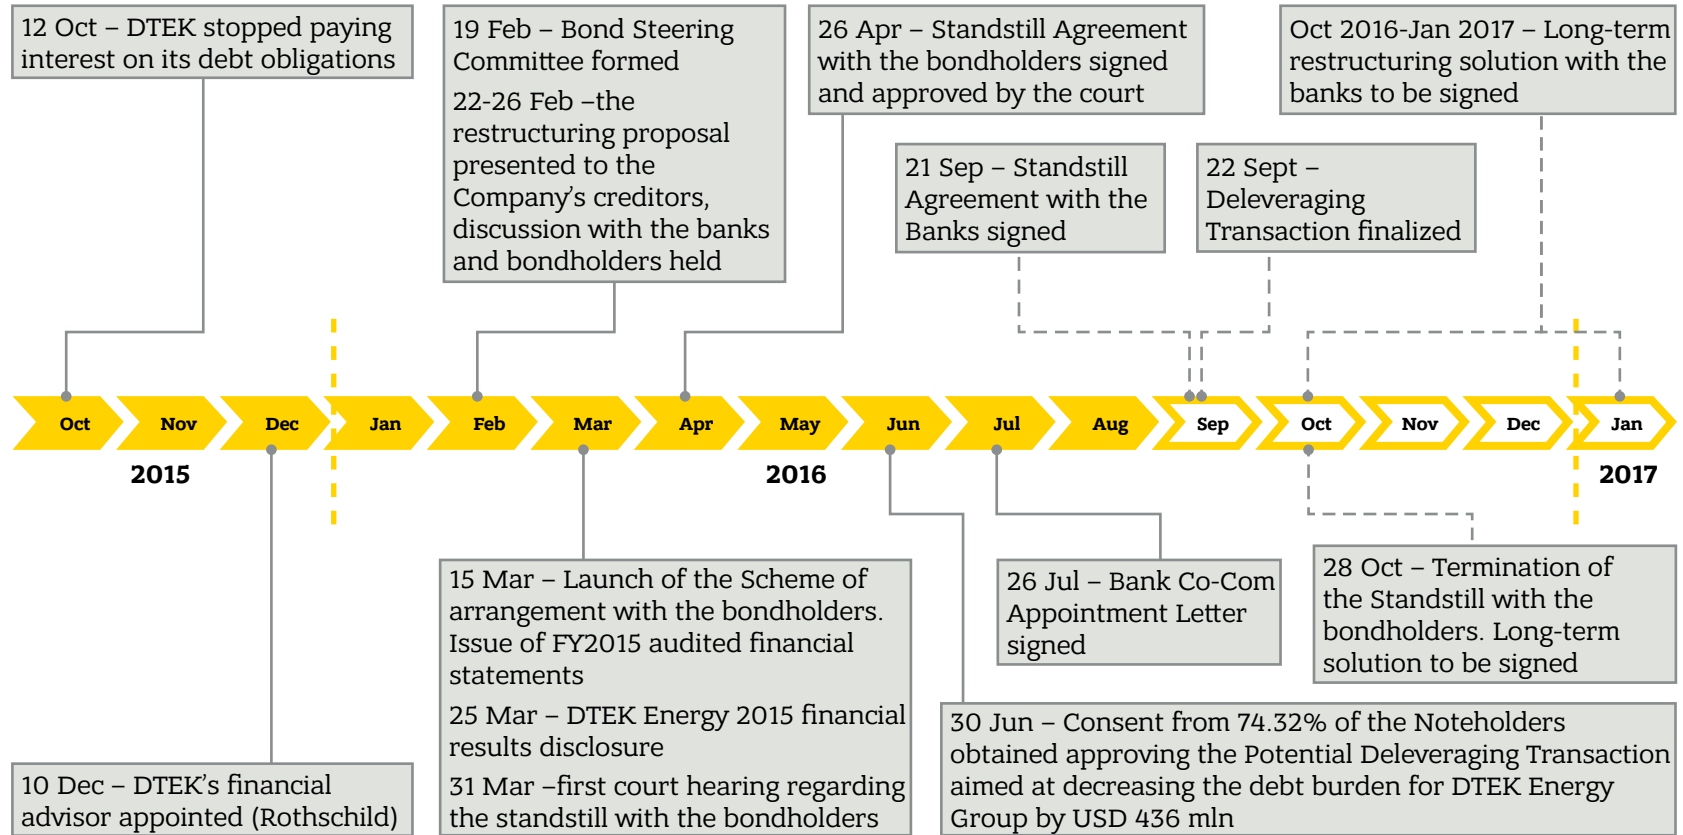 12 Oct – DTEK stopped paying
interest on its debt obligations
19 Feb – Bond Steering
Committee formed
22-26 Feb –the
restructuring proposal
presented to the
Company's creditors,
discussion with the banks
and bondholders held
26 Apr – Standstill Agreement
with the bondholders signed
and approved by the court
Oct 2016-Jan 2017 – Long-term
restructuring solution with the
banks to be signed
21 Sep – Standstill
Agreement with the
Banks signed
22 Sept –
Deleveraging
Transaction finalized
Oct Nov Dec Jan Feb Mar Apr May Jun Jul Aug Sep Oct Nov Dec Jan
2015 2016 2017
10 Dec – DTEK's financial
advisor appointed (Rothschild)
15 Mar – Launch of the Scheme of
arrangement with the bondholders.
Issue of FY2015 audited financial
statements
25 Mar – DTEK Energy 2015 financial
results disclosure
31 Mar –first court hearing regarding
the standstill with the bondholders
26 Jul – Bank Co-Com
Appointment Letter
signed
28 Oct – Termination of
the Standstill with the
bondholders. Long-term
solution to be signed
30 Jun – Consent from 74.32% of the Noteholders
obtained approving the Potential Deleveraging Transaction
aimed at decreasing the debt burden for DTEK Energy
Group by USD 436 mln